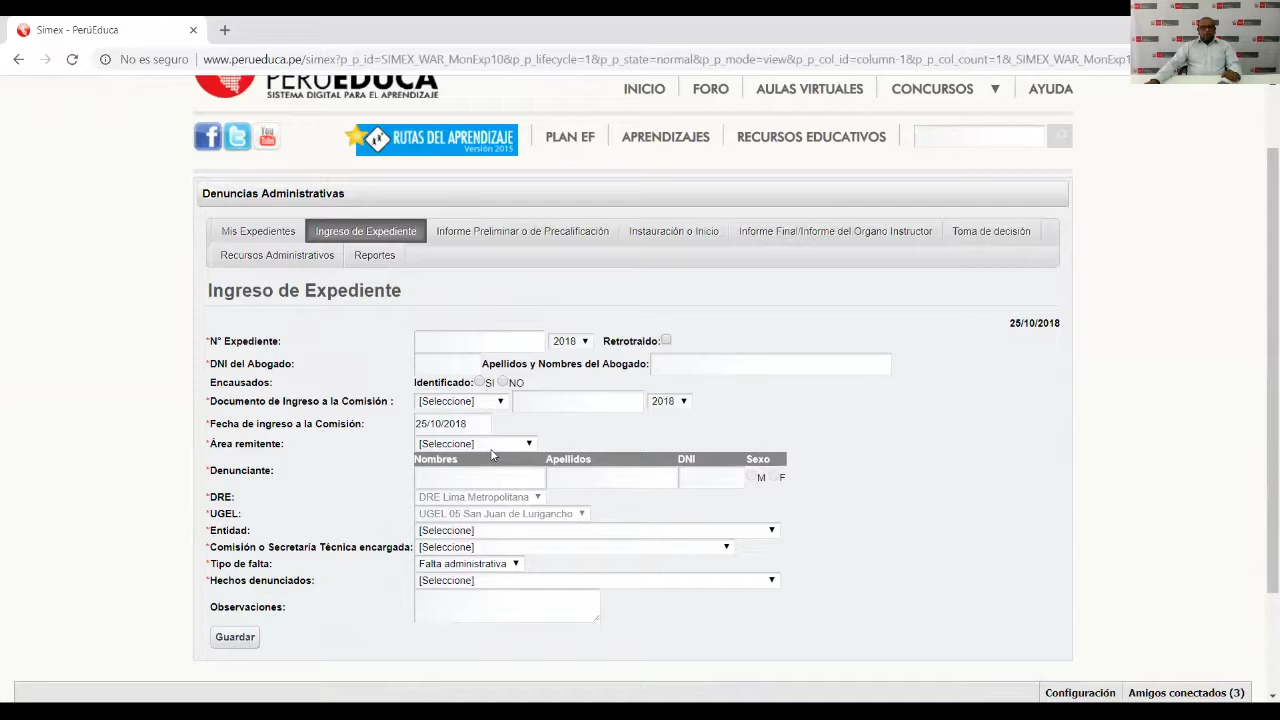 Simex - PerúEduca
No es seguro
www.perueduca.pe/simex?p_p_id=SIMEX_WAR_MonExp10&p_p_lifecycle=1&p_p_state=normal&p_p_mode=view&p_p_col_id=column-1&p_p_col_count=1&_SIMEX_WAR_MonExp1
PERÚEDUCA
SISTEMA DIGITAL PARA EL APRENDIZAJE
INICIO FORO AULAS VIRTUALES CONCURSOS AYUDA
You Tube
RUTAS DEL APRENDIZAJE
Versión 2015
PLAN EF APRENDIZAJES RECURSOS EDUCATIVOS
Denuncias Administrativas
Mis Expedientes Ingreso de Expediente Informe Preliminar o de Precalificación Instauración o Inicio Informe Final/Informe del Organo Instructor Toma de decisión
Recursos Administrativos Reportes
Ingreso de Expediente
25/10/2018
*N° Expediente: 2018 Retrotraido:
*DNI del Abogado: Apellidos y Nombres del Abogado:
Encausados: Identificado: SI NO
*Documento de Ingreso a la Comisión : [Seleccione] 2018
*Fecha de ingreso a la Comisión: 25/10/2018
*Área remitente: [Seleccione]
Nombres Apellidos DNI Sexo
*Denunciante: M F
*DRE: DRE Lima Metropolitana
*UGEL: UGEL 05 San Juan de Lurigancho
*Entidad: [Seleccione]
*Comisión o Secretaría Técnica encargada: [Seleccione]
*Tipo de falta: Falta administrativa
*Hechos denunciados: [Seleccione]
Observaciones:
Guardar
Configuración Amigos conectados (3)